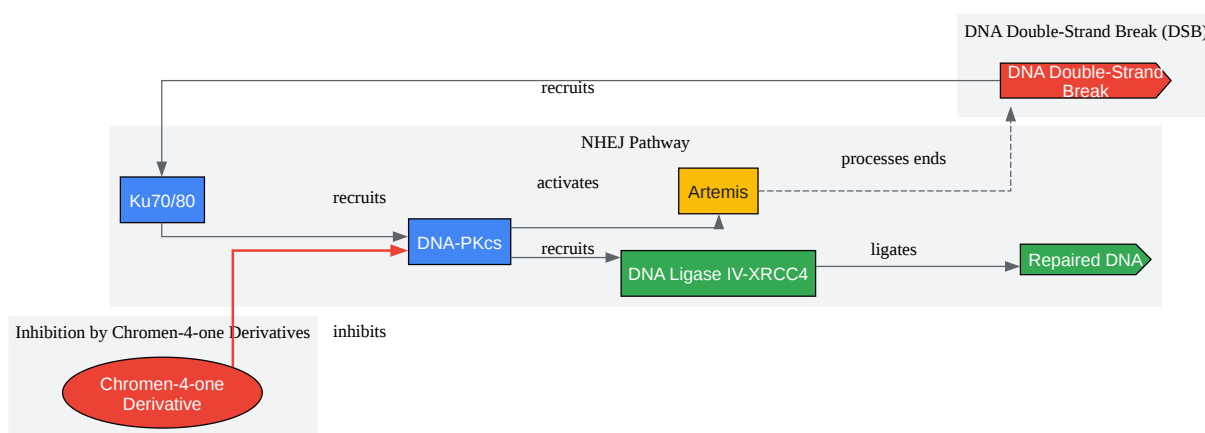 DNA Double-Strand Break (DSB)
DNA Double-Strand
Break
recruits
NHEJ Pathway
processes ends
activates
Artemis
Ku70/80
recruits
DNA-PKcs
recruits
DNA Ligase IV-XRCC4
ligates
Repaired DNA
Inhibition by Chromen-4-one Derivatives
inhibits
Chromen-4-one
Derivative